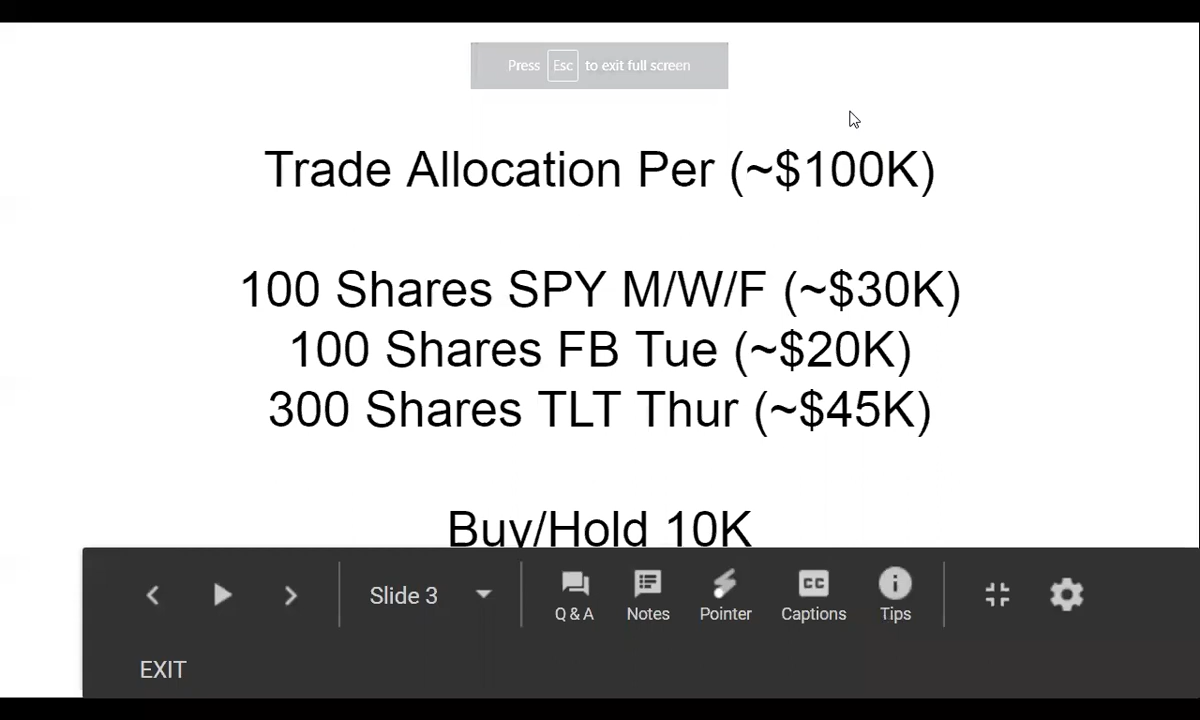 Press Esc to exit full screen
Trade Allocation Per (~$100K)
100 Shares SPY M/W/F (~$30K)
100 Shares FB Tue (~$20K)
300 Shares TLT Thur (~$45K)
Buy/Hold 10K
Slide 3
Q & A
Notes
Pointer
CC
Captions
Tips
EXIT